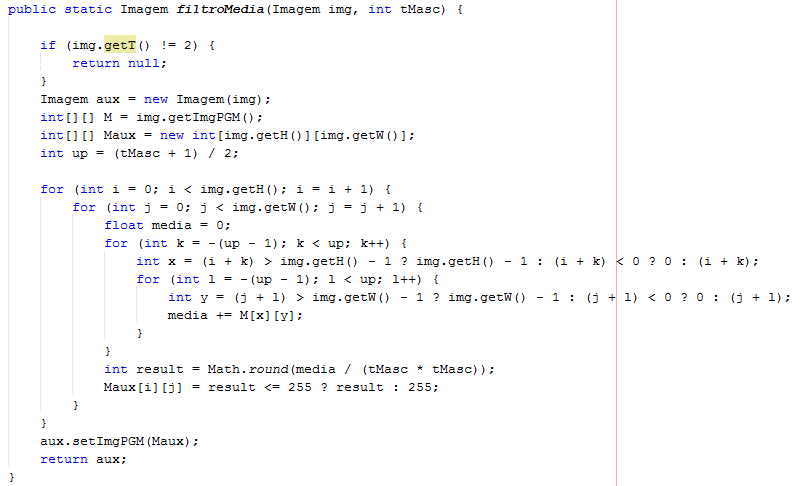 public static Imagem filtroMedia(Imagem img, int tMasc) {
if (img.getT() != 2) {
return null;
}
Imagem aux = new Imagem(img);
int[][] M = img.getImgPGM();
int[][] Maux = new int[img.getH()][img.getW()];
int up = (tMasc + 1) / 2;
for (int i = 0; i < img.getH(); i = i + 1) {
for (int j = 0; j < img.getW(); j = j + 1) {
float media = 0;
for (int k = -(up - 1); k < up; k++) {
int x = (i + k) > img.getH() - 1 ? img.getH() - 1 : (i + k) < 0 ? 0 : (i + k);
for (int l = -(up - 1); l < up; l++) {
int y = (j + l) > img.getW() - 1 ? img.getW() - 1 : (j + l) < 0 ? 0 : (j + l);
media += M[x][y];
}
}
int result = Math.round(media / (tMasc * tMasc));
Maux[i][j] = result <= 255 ? result : 255;
}
}
aux.setImgPGM(Maux);
return aux;
}